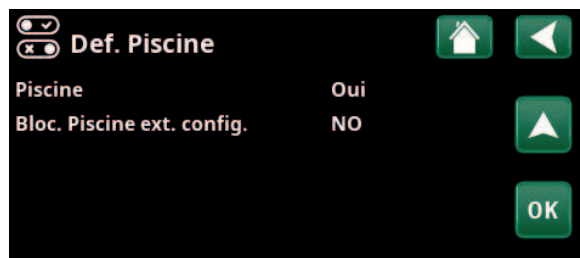 Def. Piscine
Piscine Oui
Bloc. Piscine ext. config. NO
OK